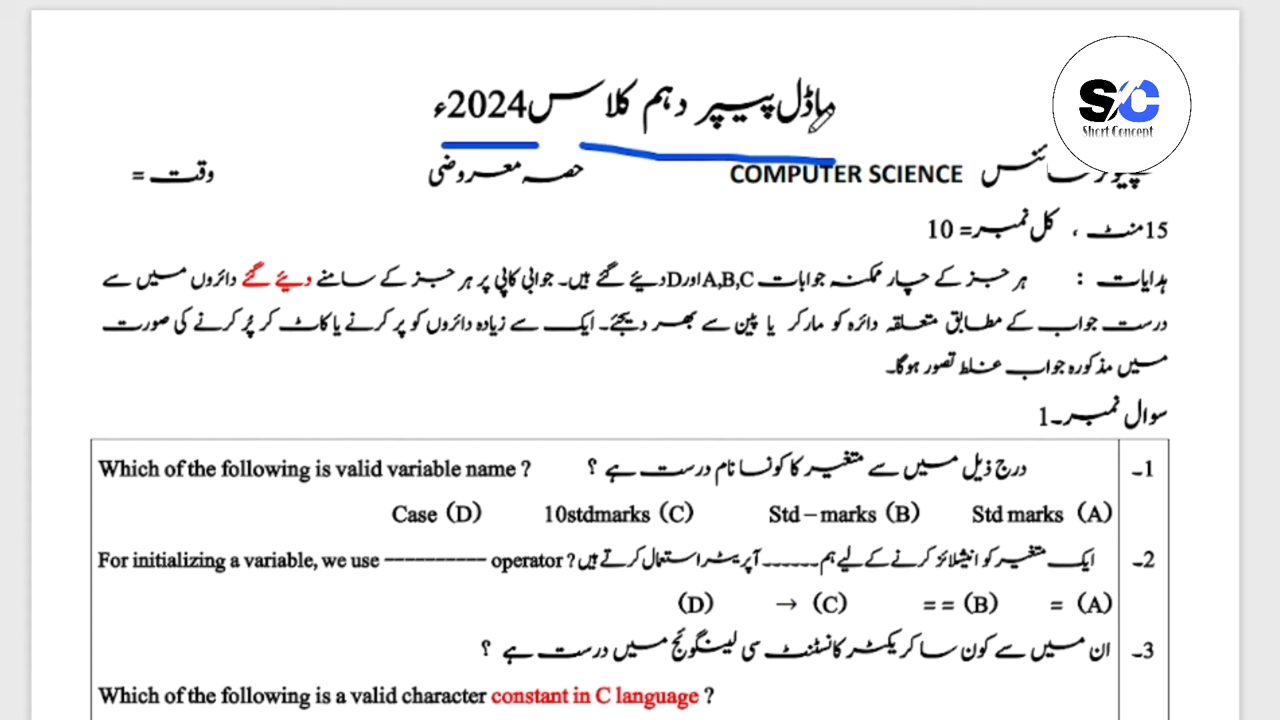 ماڈل پیپر دہم کلاس 2024ء
SC
Short Concept
COMPUTER SCIENCE حصہ معروضی وقت =
15 منٹ ، کل نمبر = 10
ہدایات : ہر جز کے چار ممکنہ جوابات A,B,C اور D دیئے گئے ہیں۔ جوابی کاپی پر ہر جز کے سامنے دیئے گئے دائروں میں سے
درست جواب کے مطابق متعلقہ دائرہ کو مارکر یا پین سے بھر دیجئے۔ ایک سے زیادہ دائروں کو پر کرنے یا کاٹ کر پُر کرنے کی صورت
میں مذکورہ جواب غلط تصور ہوگا۔
سوال نمبر۔1
1۔ درج ذیل میں سے متغیر کا کونسا نام درست ہے ؟ Which of the following is valid variable name ?
(A) Std marks (B) Std – marks (C) 10stdmarks (D) Case
2۔ ایک متغیر کو انیشلائز کرنے کے لیے ہم ------ آپریٹر استعمال کرتے ہیں ? For initializing a variable, we use ---------- operator
(A) = (B) = = (C) → (D)
3۔ ان میں سے کون سا کریکٹر کانسٹنٹ سی لینگوئج میں درست ہے ؟
Which of the following is a valid character constant in C language ?